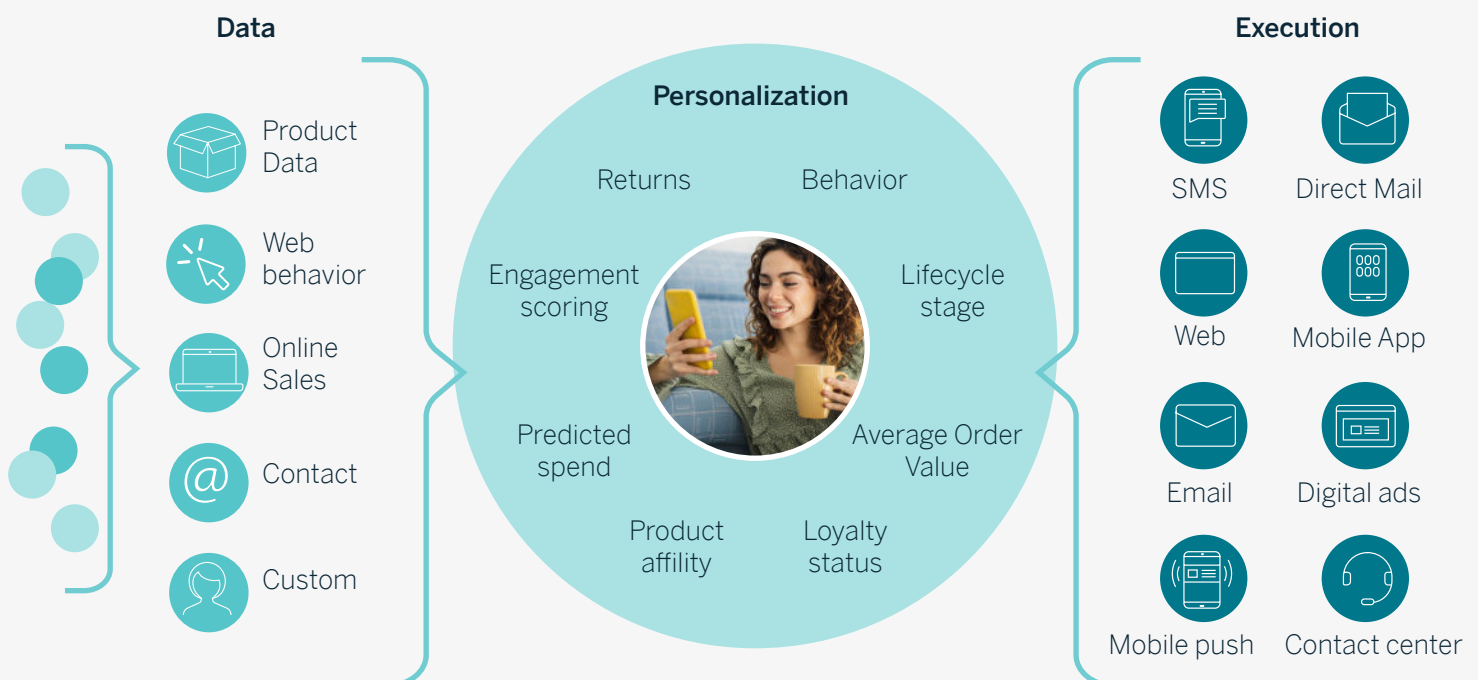 Data
Product
Data
Web
behavior
Online
Sales
@
Contact
Custom
Personalization
Returns
Behavior
Engagement
scoring
Lifecycle
stage
Predicted
spend
Average Order
Value
Product
affility
Loyalty
status
Execution
SMS
Direct Mail
Web
Mobile App
Email
Digital ads
Mobile push
Contact center